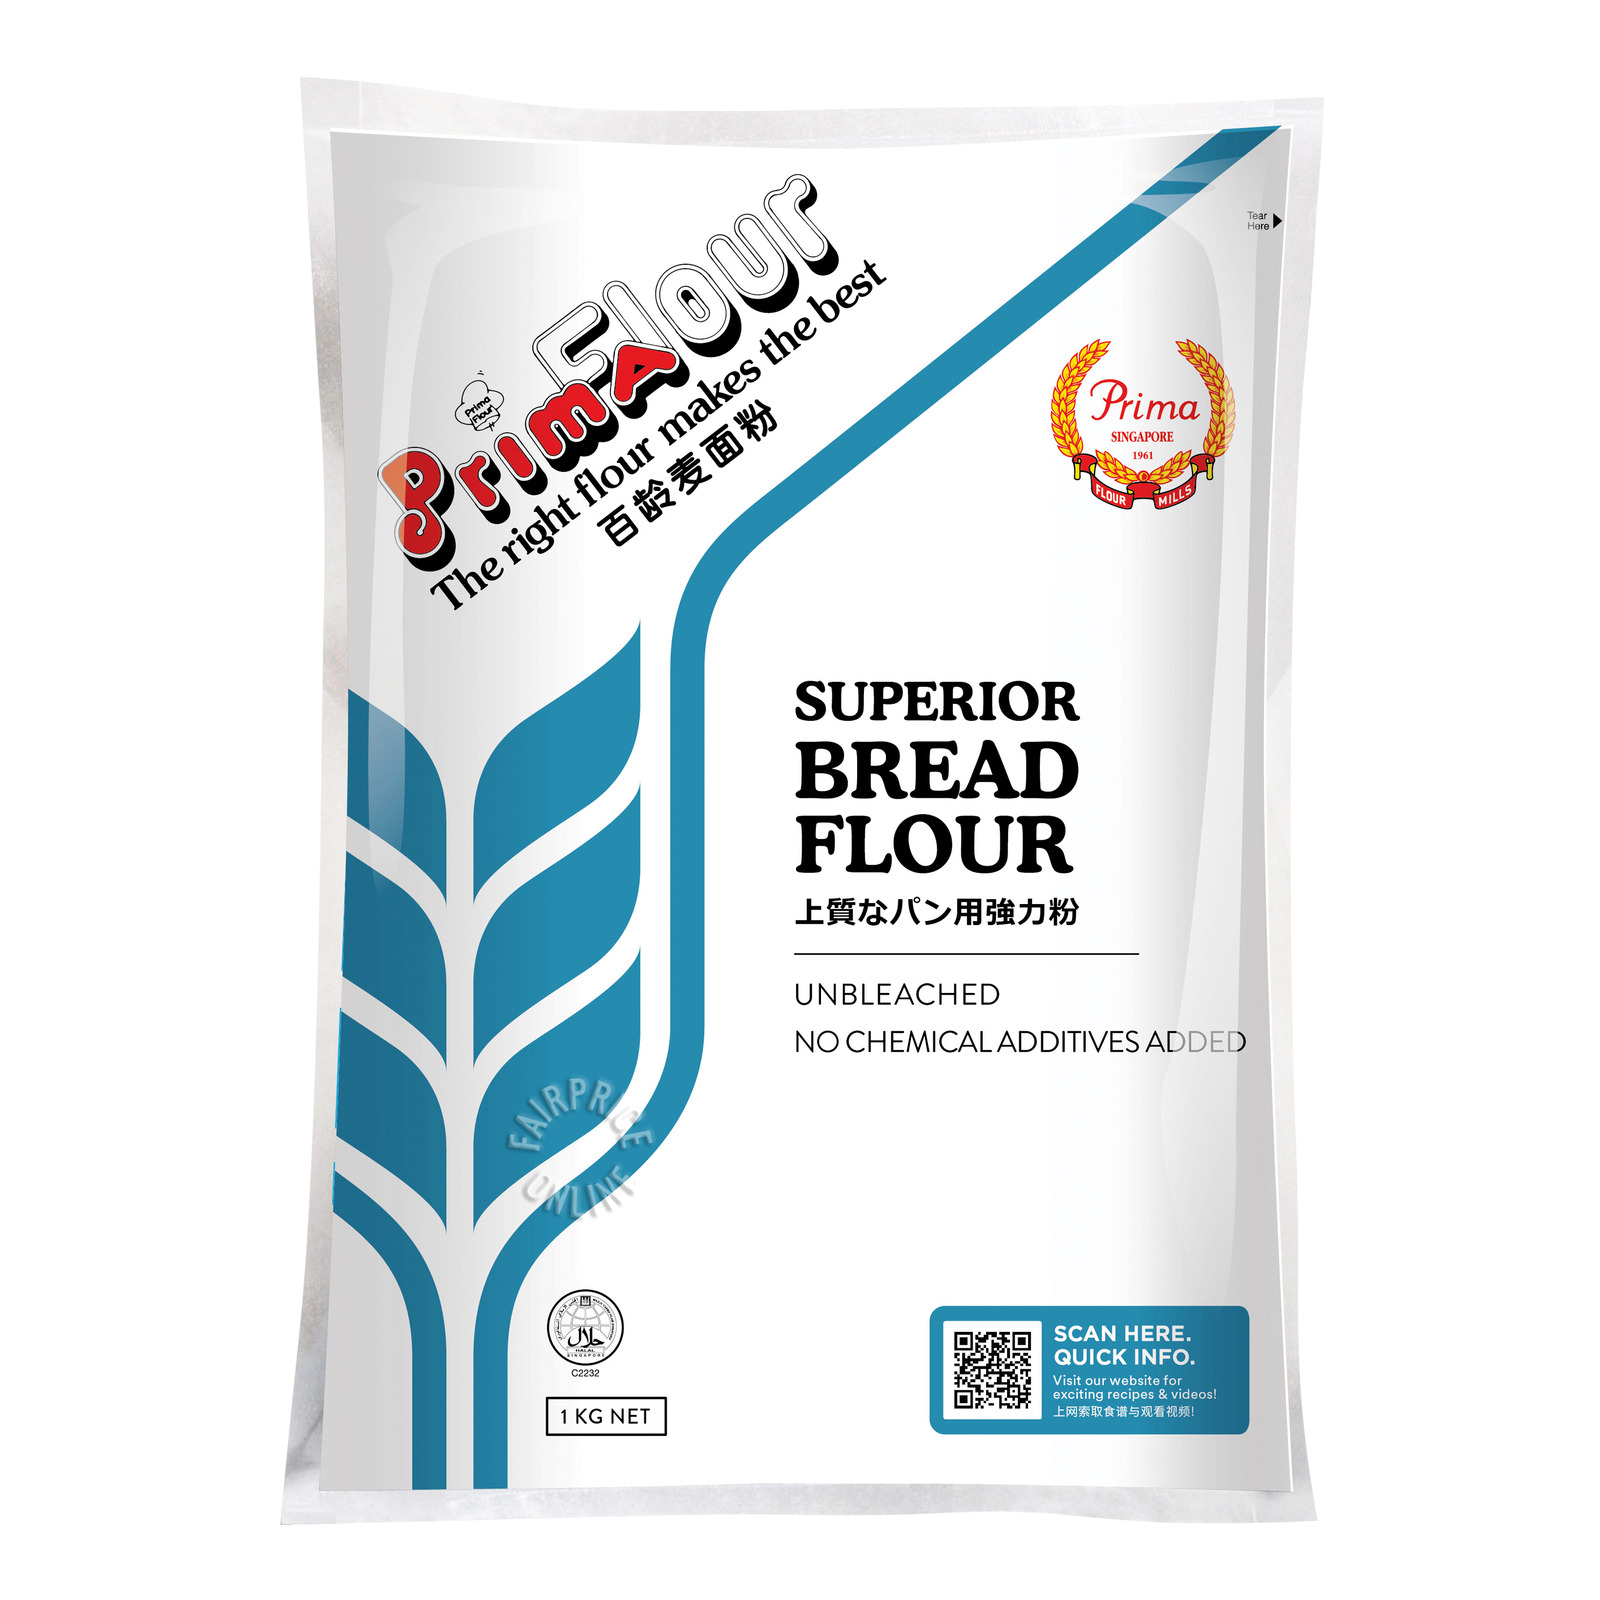 Prima Flour
Prima
Flour
The right flour makes the best
百龄麦面粉
Tear
Here
Prima
SINGAPORE
1961
FLOUR MILLS
SUPERIOR
BREAD
FLOUR
上質なパン用強力粉
UNBLEACHED
NO CHEMICAL ADDITIVES ADDED
FAIRPRICE
ONLINE
حلال
HALAL
SINGAPORE
C2232
1 KG NET
SCAN HERE.
QUICK INFO.
Visit our website for
exciting recipes & videos!
上网索取食谱与观看视频!